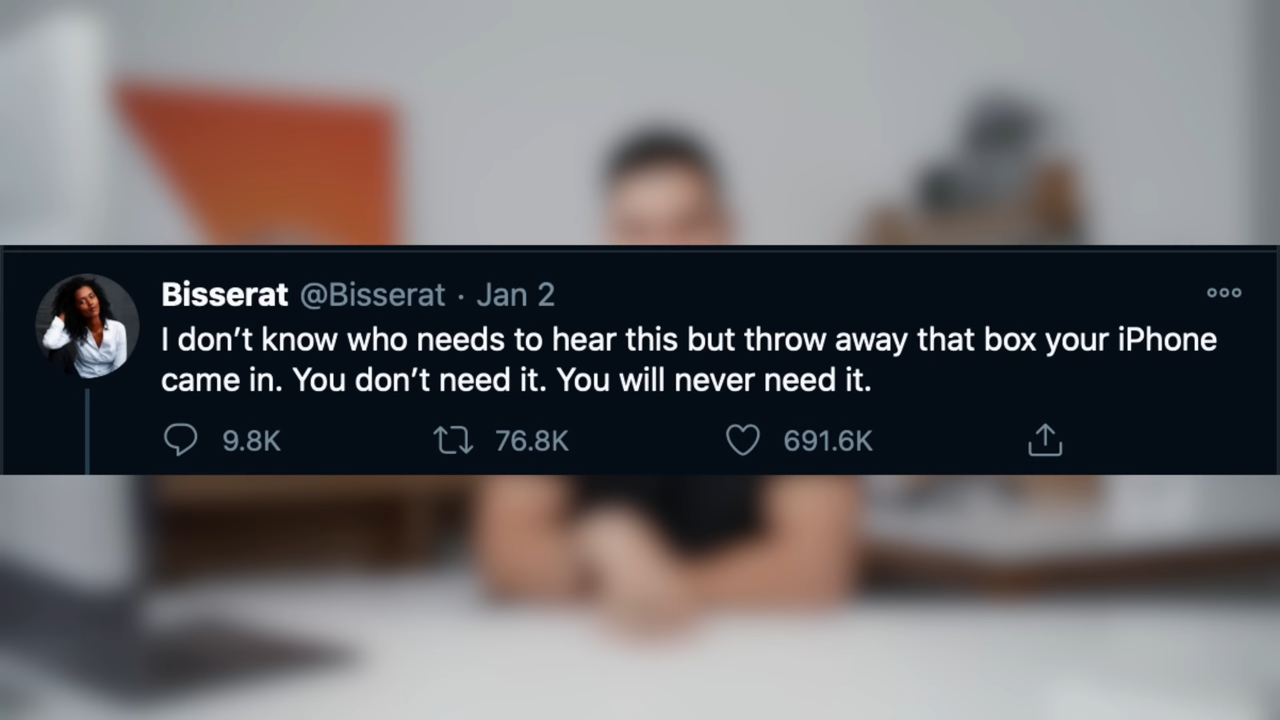 Bisserat @Bisserat · Jan 2
I don’t know who needs to hear this but throw away that box your iPhone
came in. You don’t need it. You will never need it.
9.8K 76.8K 691.6K